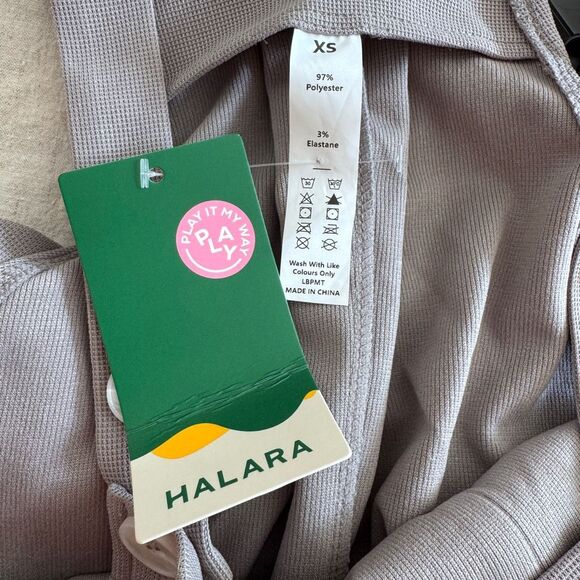 XS
97%
Polyester
3%
Elastane
30
Wash With Like
Colours Only
LBPMT
MADE IN CHINA
PLAY IT MY WAY
PLAY
HALARA